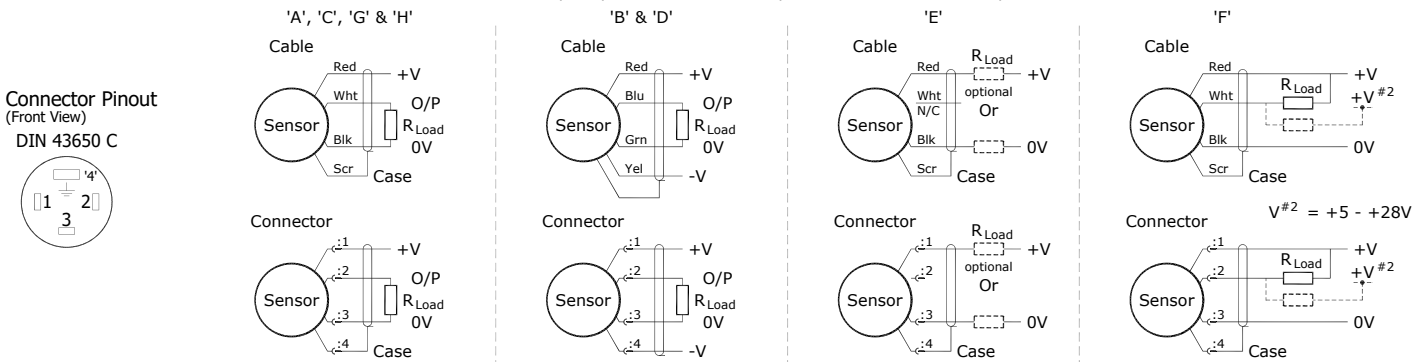 'A', 'C', 'G' & 'H'
'B' & 'D'
'E'
'F'
Connector Pinout
(Front View)
DIN 43650 C
'4'
1 2
3
Cable
Red +V
Wht O/P
Sensor RLoad
Blk 0V
Scr Case
Cable
Red +V
Blu O/P
Sensor RLoad
Grn 0V
Yel -V
Cable
RLoad
Red +V
optional
Wht
N/C Or
Sensor
Blk 0V
Scr Case
Cable
Red +V
RLoad
Wht +V#2
Sensor
Blk 0V
Scr Case
V#2 = +5 - +28V
Connector
:1 +V
:2 O/P
Sensor RLoad
:3 0V
:4 Case
Connector
:1 +V
:2 O/P
Sensor RLoad
:3 0V
:4 -V
Connector
RLoad
:1 +V
optional
:2 Or
Sensor
:3 0V
:4 Case
Connector
:1 +V
RLoad
:2 +V#2
Sensor
:3 0V
:4 Case